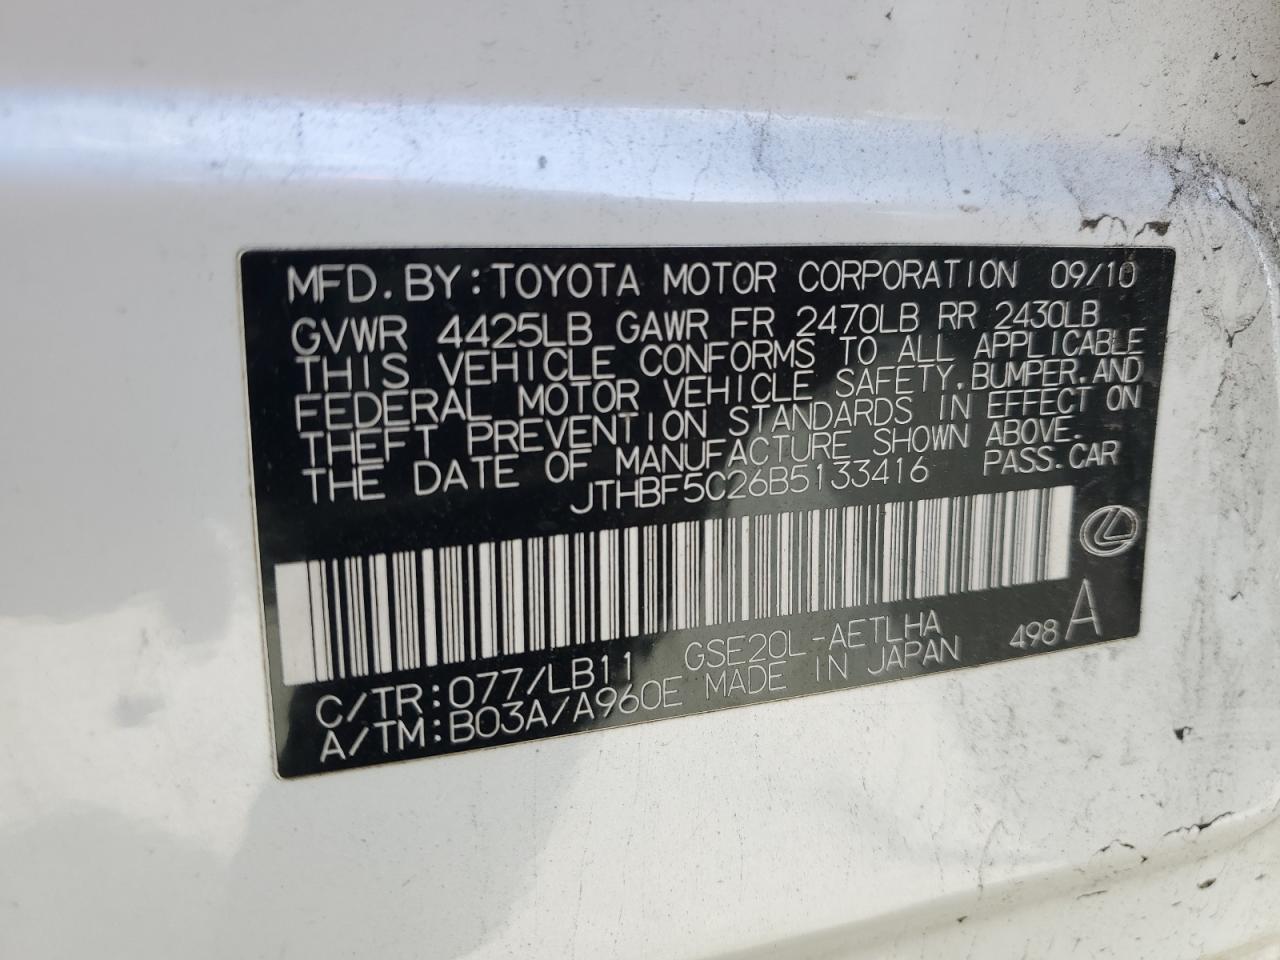 MFD. BY: TOYOTA MOTOR CORPORATION 09/10
GVWR 4425LB GAWR FR 2470LB RR 2430LB
THIS VEHICLE CONFORMS TO ALL APPLICABLE
FEDERAL MOTOR VEHICLE SAFETY, BUMPER, AND
THEFT PREVENTION STANDARDS IN EFFECT ON
THE DATE OF MANUFACTURE SHOWN ABOVE.
JTHBF5C26B5133416 PASS. CAR
C/TR: 077/LB11 GSE20L-AETLHA 498 A
A/TM: B03A/A960E MADE IN JAPAN